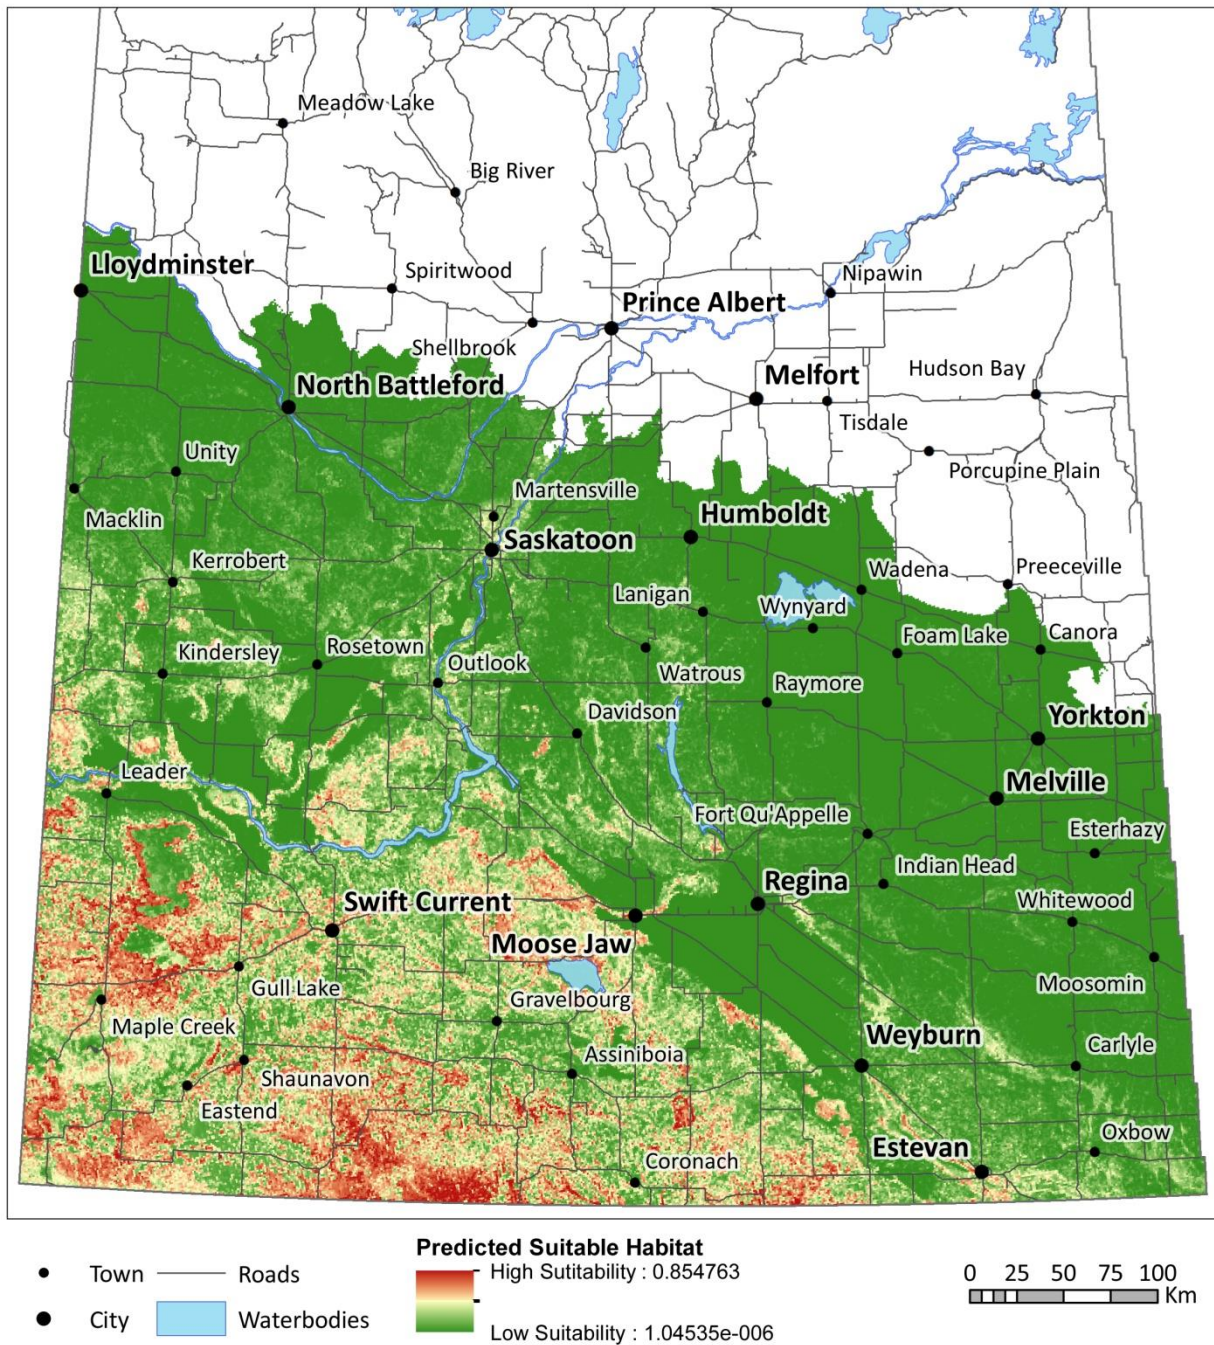 Meadow Lake
Big River
Lloydminster
Spiritwood
Nipawin
Prince Albert
Shellbrook
Melfort
Hudson Bay
North Battleford
Tisdale
Unity
Porcupine Plain
Martensville
Macklin
Humboldt
Saskatoon
Kerrobert
Wadena
Preeceville
Lanigan
Wynyard
Canora
Foam Lake
Kindersley
Rosetown
Outlook
Watrous
Raymore
Davidson
Yorkton
Leader
Melville
Fort Qu'Appelle
Esterhazy
Indian Head
Regina
Swift Current
Whitewood
Moose Jaw
Gull Lake
Moosomin
Gravelbourg
Maple Creek
Weyburn
Carlyle
Assiniboia
Shaunavon
Eastend
Oxbow
Estevan
Coronach
Predicted Suitable Habitat
Town
Roads
High Sutitability : 0.854763
0 25 50 75 100
Km
City
Waterbodies
Low Suitability : 1.04535e-006